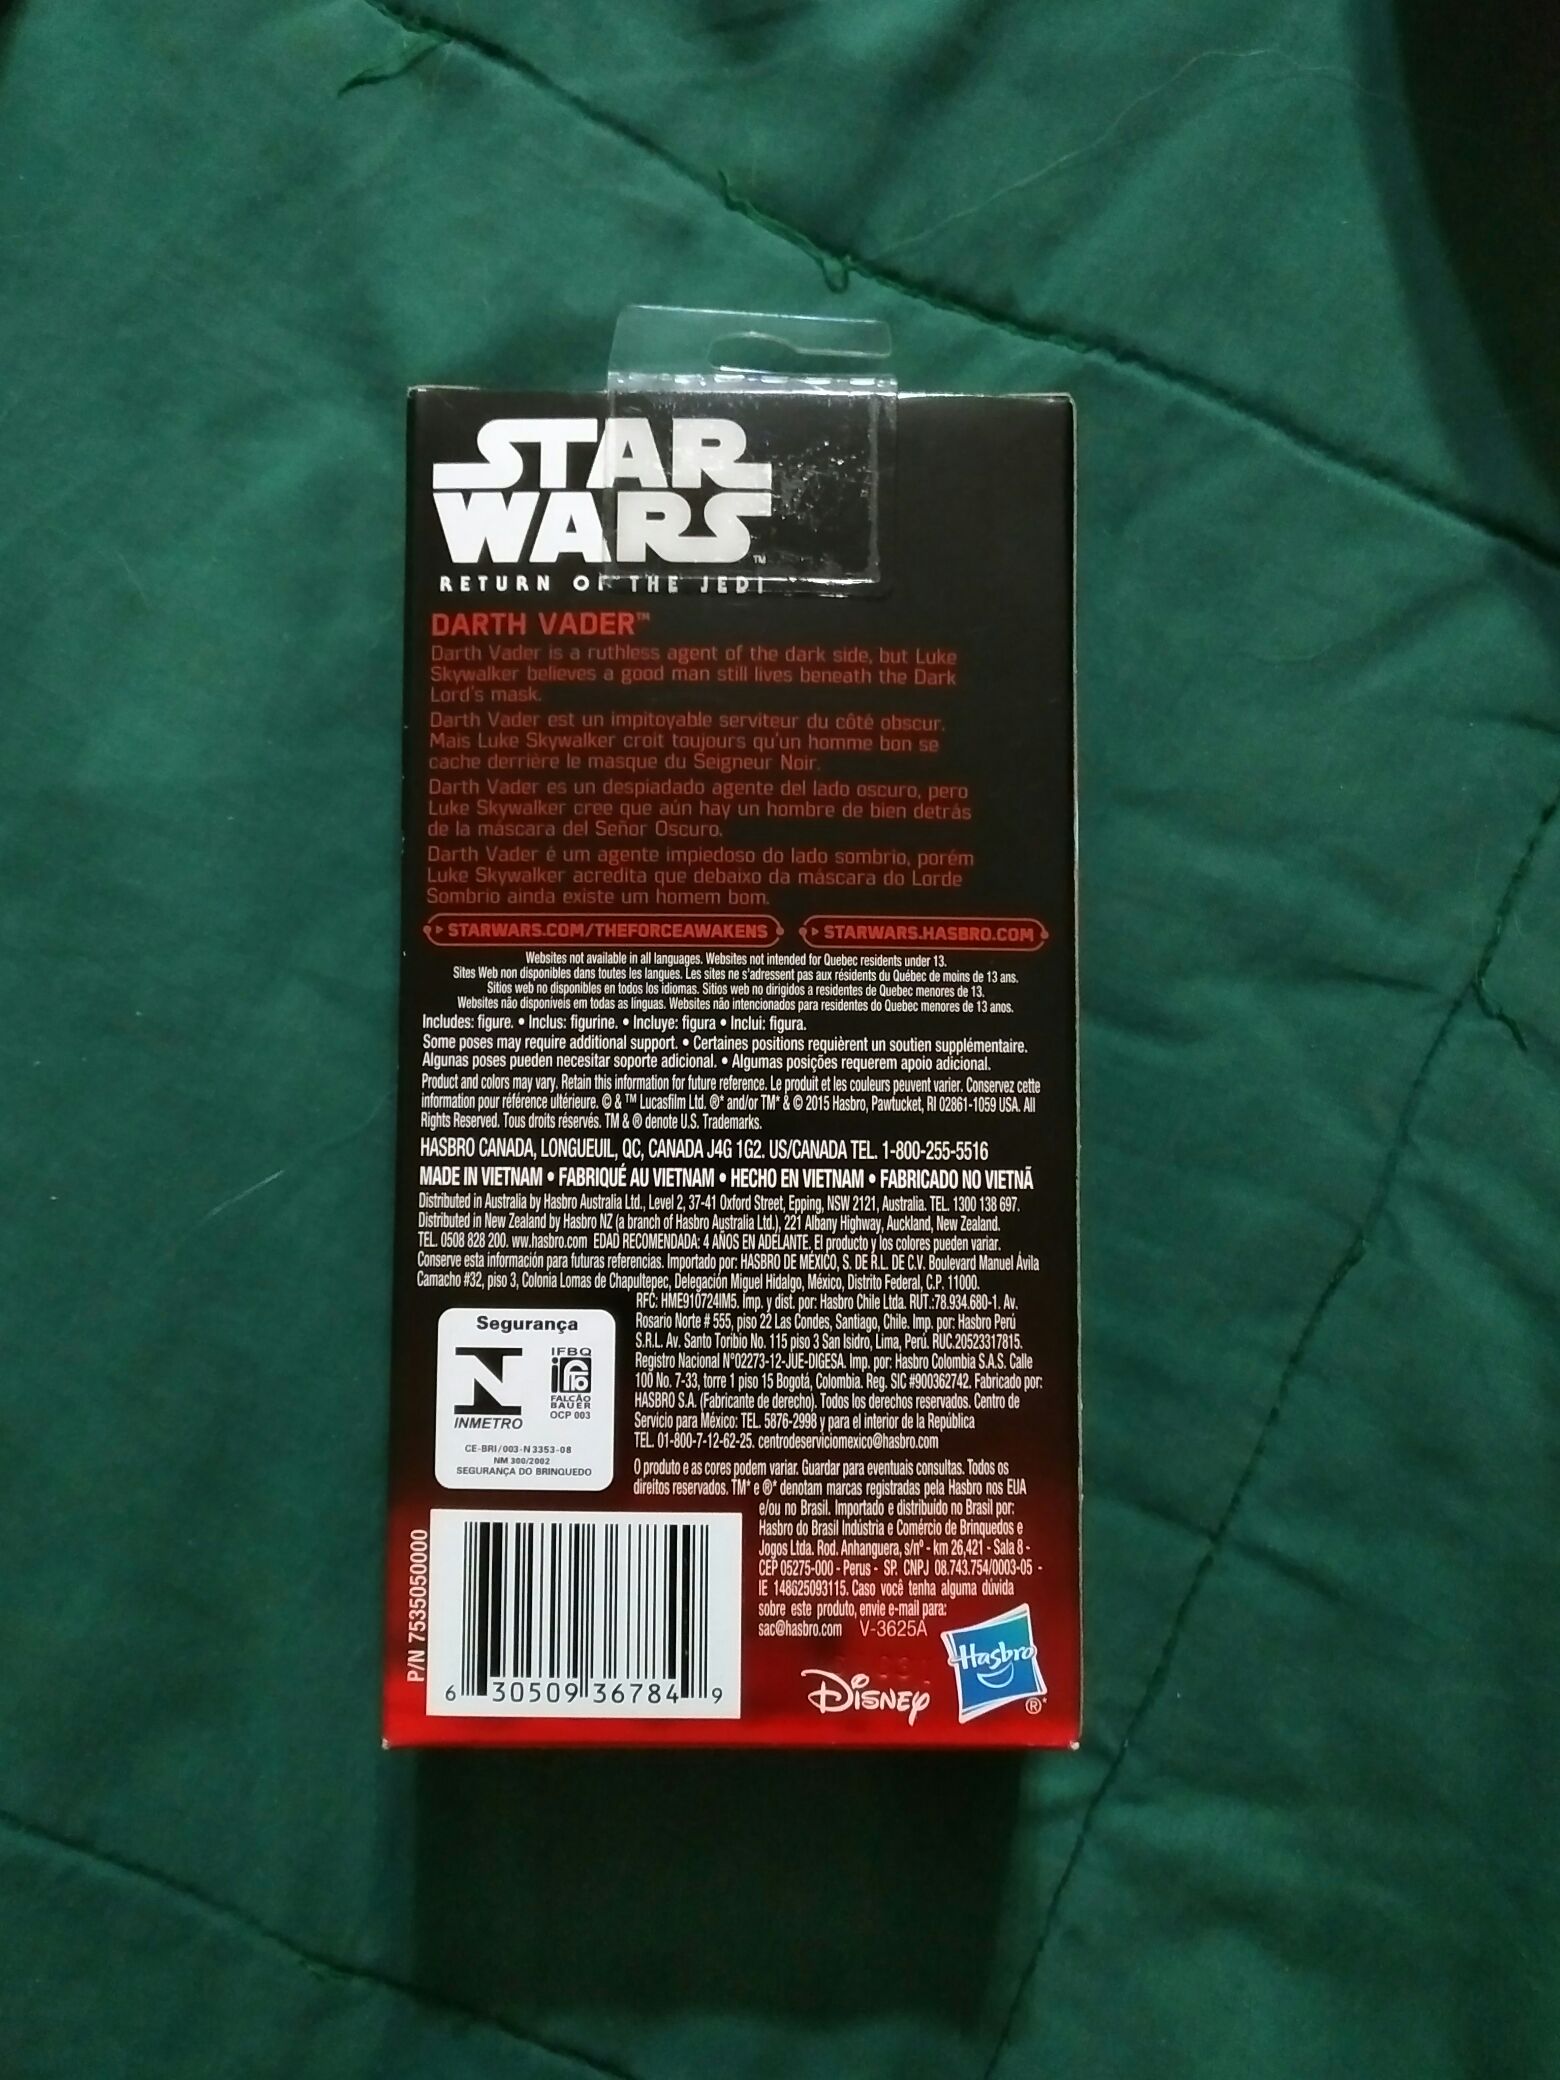 STAR
WARS™
RETURN OF THE JEDI
DARTH VADER™
Darth Vader is a ruthless agent of the dark side, but Luke
Skywalker believes a good man still lives beneath the Dark
Lord's mask.
Darth Vader est un impitoyable serviteur du côté obscur.
Mais Luke Skywalker croit toujours qu'un homme bon se
cache derrière le masque du Seigneur Noir.
Darth Vader es un despiadado agente del lado oscuro, pero
Luke Skywalker cree que aún hay un hombre de bien detrás
de la máscara del Señor Oscuro.
Darth Vader é um agente impiedoso do lado sombrio, porém
Luke Skywalker acredita que debaixo da máscara do Lorde
Sombrio ainda existe um homem bom.
STARWARS.COM/THEFORCEAWAKENS STARWARS.HASBRO.COM
Websites not available in all languages. Websites not intended for Quebec residents under 13.
Sites Web non disponibles dans toutes les langues. Les sites ne s'adressent pas aux résidents du Québec de moins de 13 ans.
Sitios web no disponibles en todos los idiomas. Sitios web no dirigidos a residentes de Quebec menores de 13.
Websites não disponíveis em todas as línguas. Websites não intencionados para residentes do Quebec menores de 13 anos.
Includes: figure. • Inclus: figurine. • Incluye: figura • Inclui: figura.
Some poses may require additional support. • Certaines positions requièrent un soutien supplémentaire.
Algunas poses pueden necesitar soporte adicional. • Algumas posições requerem apoio adicional.
Product and colors may vary. Retain this information for future reference. Le produit et les couleurs peuvent varier. Conservez cette
information pour référence ultérieure. © & ™ Lucasfilm Ltd. ®* and/or TM* & © 2015 Hasbro, Pawtucket, RI 02861-1059 USA. All
Rights Reserved. Tous droits réservés. TM & ® denote U.S. Trademarks.
HASBRO CANADA, LONGUEUIL, QC, CANADA J4G 1G2. US/CANADA TEL. 1-800-255-5516
MADE IN VIETNAM • FABRIQUÉ AU VIETNAM • HECHO EN VIETNAM • FABRICADO NO VIETNÃ
Distributed in Australia by Hasbro Australia Ltd., Level 2, 37-41 Oxford Street, Epping, NSW 2121, Australia. TEL. 1300 138 697.
Distributed in New Zealand by Hasbro NZ (a branch of Hasbro Australia Ltd.), 221 Albany Highway, Auckland, New Zealand.
TEL. 0508 828 200. ww.hasbro.com EDAD RECOMENDADA: 4 AÑOS EN ADELANTE. El producto y los colores pueden variar.
Conserve esta información para futuras referencias. Importado por: HASBRO DE MÉXICO, S. DE R.L. DE C.V. Boulevard Manuel Ávila
Camacho #32, piso 3, Colonia Lomas de Chapultepec, Delegación Miguel Hidalgo, México, Distrito Federal, C.P. 11000.
RFC: HME910724IM5. Imp. y dist. por: Hasbro Chile Ltda. RUT.:78.934.680-1. Av.
Rosario Norte # 555, piso 22 Las Condes, Santiago, Chile. Imp. por: Hasbro Perú
S.R.L. Av. Santo Toribio No. 115 piso 3 San Isidro, Lima, Perú. RUC.20523317815.
Registro Nacional N°02273-12-JUE-DIGESA. Imp. por: Hasbro Colombia S.A.S. Calle
100 No. 7-33, torre 1 piso 15 Bogotá, Colombia. Reg. SIC #900362742. Fabricado por:
HASBRO S.A. (Fabricante de derecho). Todos los derechos reservados. Centro de
Servicio para México: TEL. 5876-2998 y para el interior de la República
TEL. 01-800-7-12-62-25. centrodeserviciomexico@hasbro.com
Segurança
IFBQ
FALCÃO
BAUER
OCP 003
INMETRO
CE-BRI/003-N 3353-08
NM 300/2002
SEGURANÇA DO BRINQUEDO
O produto e as cores podem variar. Guardar para eventuais consultas. Todos os
direitos reservados. TM* e ®* denotam marcas registradas pela Hasbro nos EUA
e/ou no Brasil. Importado e distribuído no Brasil por:
Hasbro do Brasil Indústria e Comércio de Brinquedos e
Jogos Ltda. Rod. Anhanguera, s/nº - km 26,421 - Sala 8 -
CEP 05275-000 - Perus - SP. CNPJ 08.743.754/0003-05 -
IE 148625093115. Caso você tenha alguma dúvida
sobre este produto, envie e-mail para:
sac@hasbro.com V-3625A
P/N 7535050000
6 30509 36784 9
Disney
Hasbro
®*